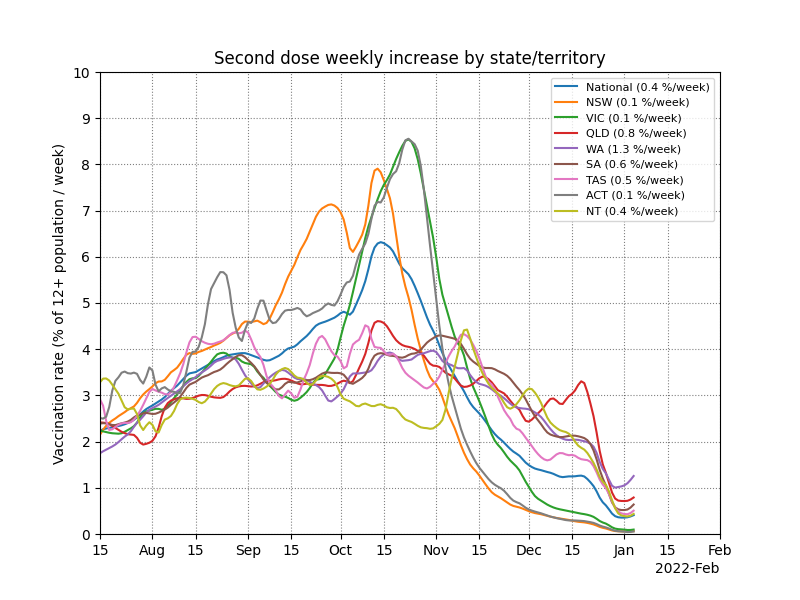 Second dose weekly increase by state/territory
Vaccination rate (% of 12+ population / week)
10
9
8
7
6
5
4
3
2
1
0
National (0.4 %/week)
NSW (0.1 %/week)
VIC (0.1 %/week)
QLD (0.8 %/week)
WA (1.3 %/week)
SA (0.6 %/week)
TAS (0.5 %/week)
ACT (0.1 %/week)
NT (0.4 %/week)
15 Aug 15 Sep 15 Oct 15 Nov 15 Dec 15 Jan 15 Feb
2022-Feb